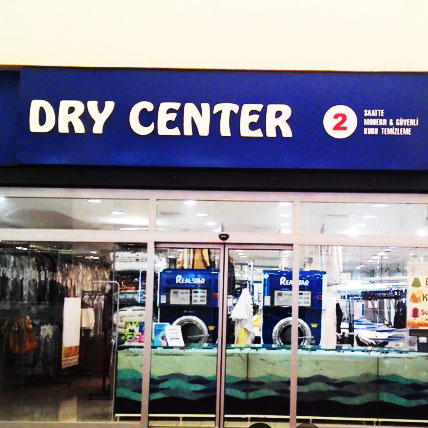 DRY CENTER
2
SAATTE
MODERN & GÜVENLİ
KURU TEMİZLEME
REALSTAR
REALSTAR